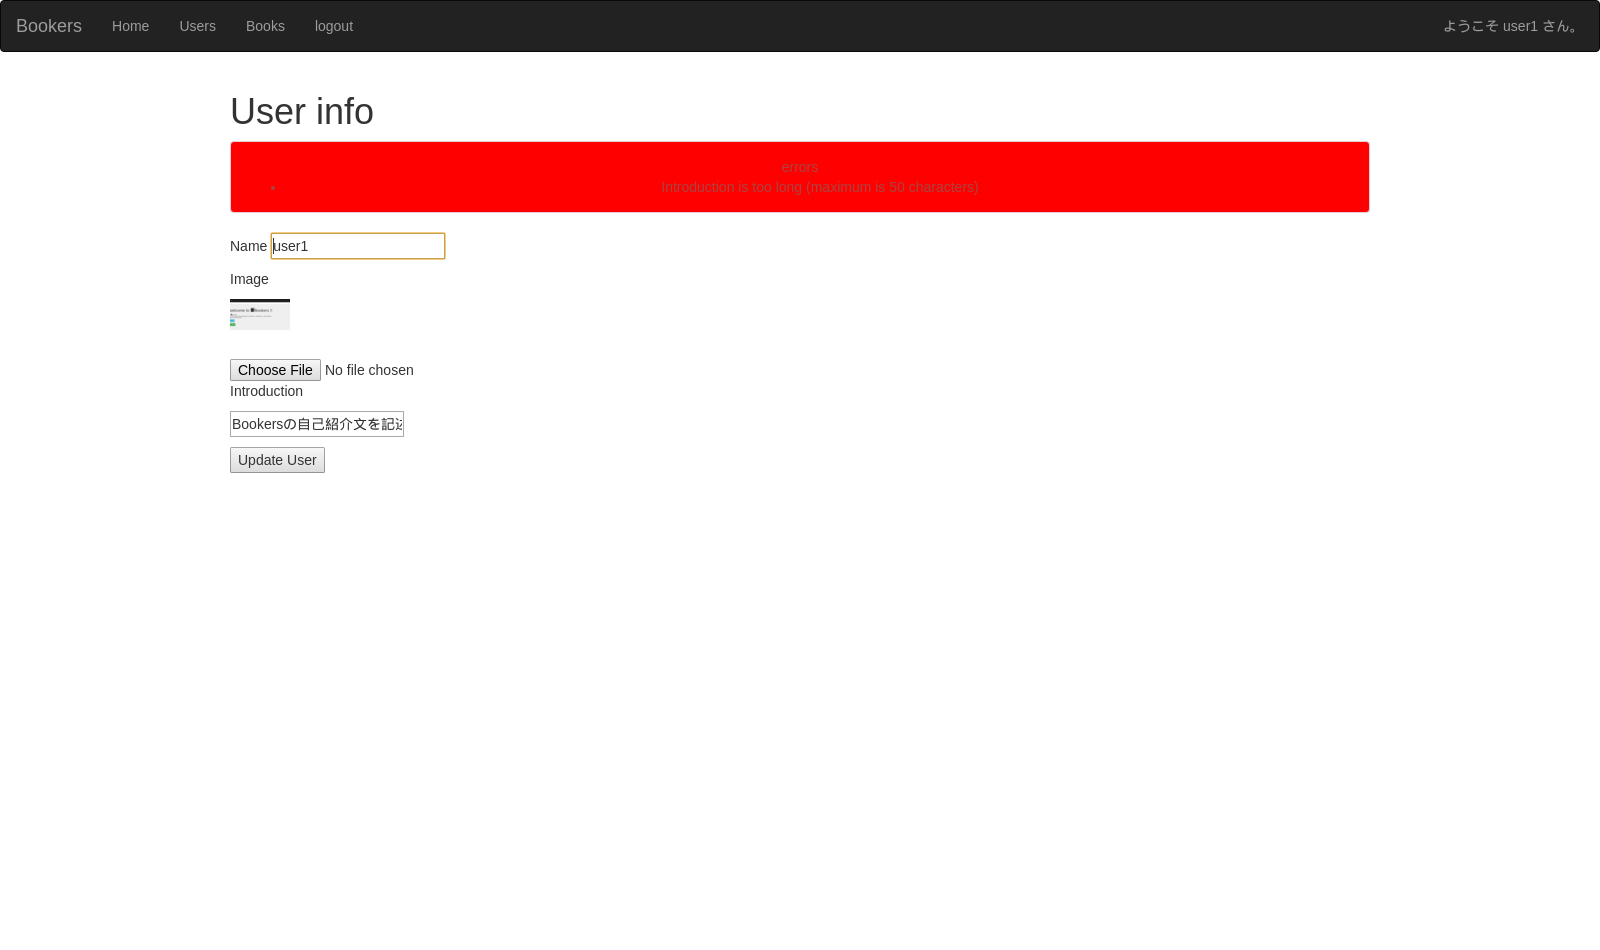 Bookers Home Users Books logout ようこそ user1 さん。
User info
errors
Introduction is too long (maximum is 50 characters)
Name user1
Image
Choose File No file chosen
Introduction
Bookersの自己紹介文を記
Update User